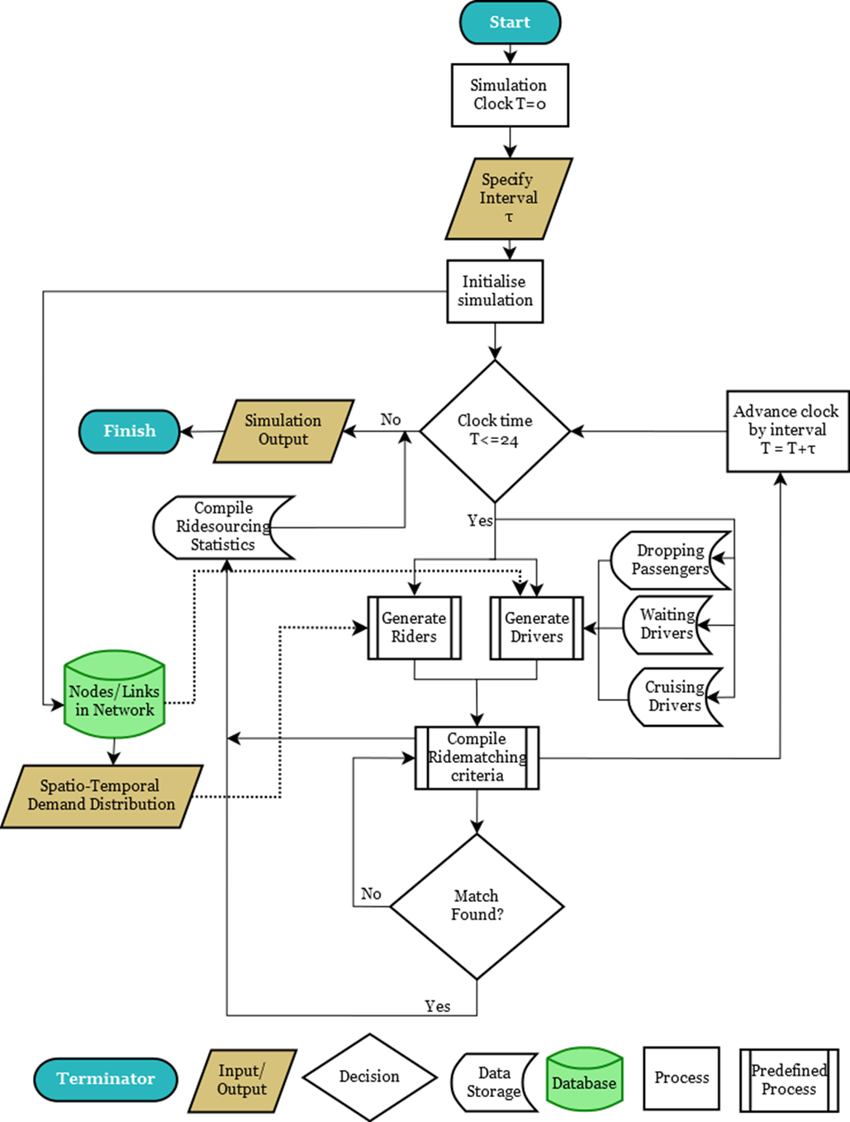 Start
Simulation
Clock T=0
Specify
Interval
τ
Initialise
simulation
Clock time
T<=24
No
Simulation
Output
Finish
Advance clock
by interval
T = T+τ
Compile
Ridesourcing
Statistics
Yes
Dropping
Passengers
Generate
Riders
Generate
Drivers
Waiting
Drivers
Cruising
Drivers
Nodes/Links
in Network
Compile
Ridematching
criteria
Spatio-Temporal
Demand Distribution
No
Match
Found?
Yes
Terminator
Input/
Output
Decision
Data
Storage
Database
Process
Predefined
Process